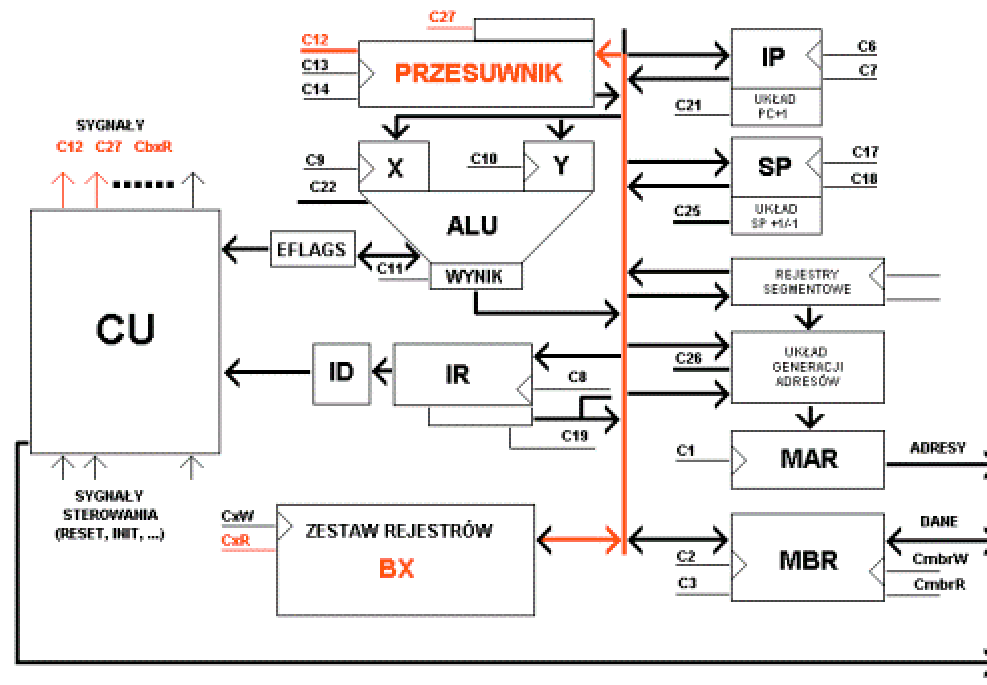 C27
C12
C13
C14
PRZESUWNIK
IP
C6
C7
C21
UKŁAD
PC+1
SYGNAŁY
C12 C27 CbxR
C9
X
C10
Y
C22
ALU
SP
C17
C18
C25
UKŁAD
SP +1/-1
EFLAGS
C11
WYNIK
REJESTRY
SEGMENTOWE
CU
ID
IR
C8
C19
C26
UKŁAD
GENERACJI
ADRESÓW
C1
MAR
ADRESY
SYGNAŁY
STEROWANIA
(RESET, INIT, ...)
CxW
CxR
ZESTAW REJESTRÓW
BX
C2
C3
MBR
DANE
CmbrW
CmbrR